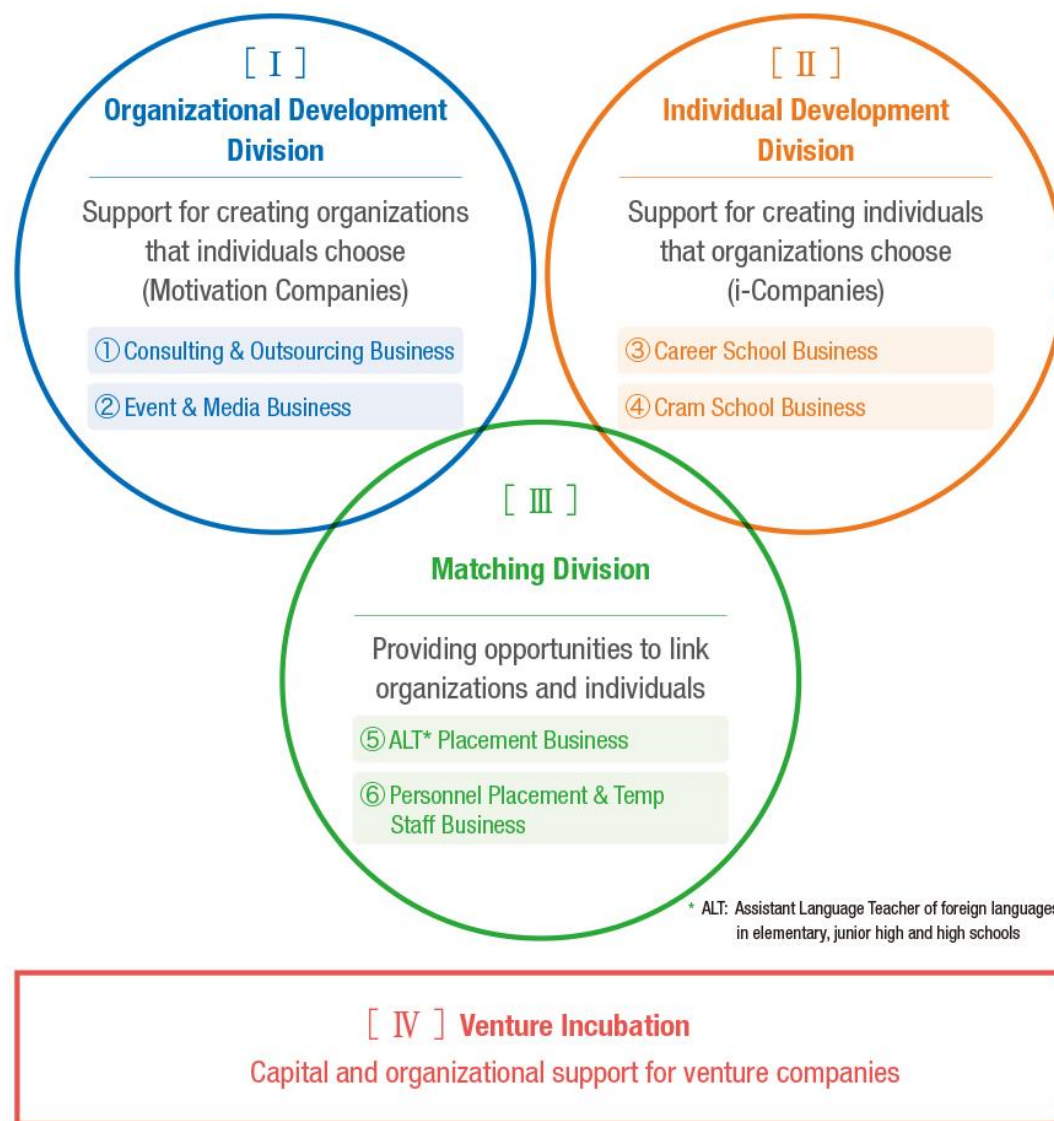 [ Ⅰ ]
Organizational Development
Division
Support for creating organizations
that individuals choose
(Motivation Companies)
① Consulting & Outsourcing Business
② Event & Media Business
[ Ⅱ ]
Individual Development
Division
Support for creating individuals
that organizations choose
(i-Companies)
③ Career School Business
④ Cram School Business
[ Ⅲ ]
Matching Division
Providing opportunities to link
organizations and individuals
⑤ ALT* Placement Business
⑥ Personnel Placement & Temp
Staff Business
* ALT: Assistant Language Teacher of foreign languages
in elementary, junior high and high schools
[ Ⅳ ] Venture Incubation
Capital and organizational support for venture companies